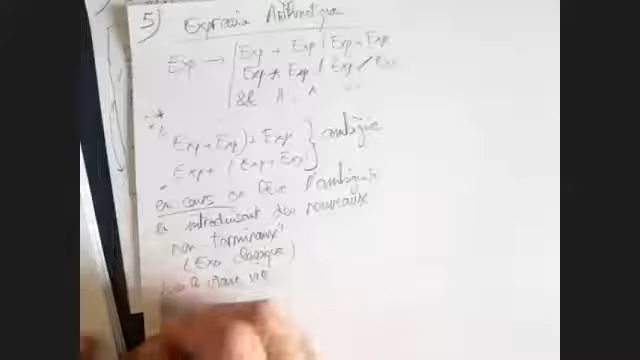 5) Expression Arithmétique
Exp → | Exp + Exp | Exp - Exp
Exp * Exp | Exp / Exp
Exp + Exp) + Exp } ambigüe
Exp + (Exp + Exp)
en cours on lève l'ambiguité
en introduisant des nouveaux
non terminaux
(Exo classique)